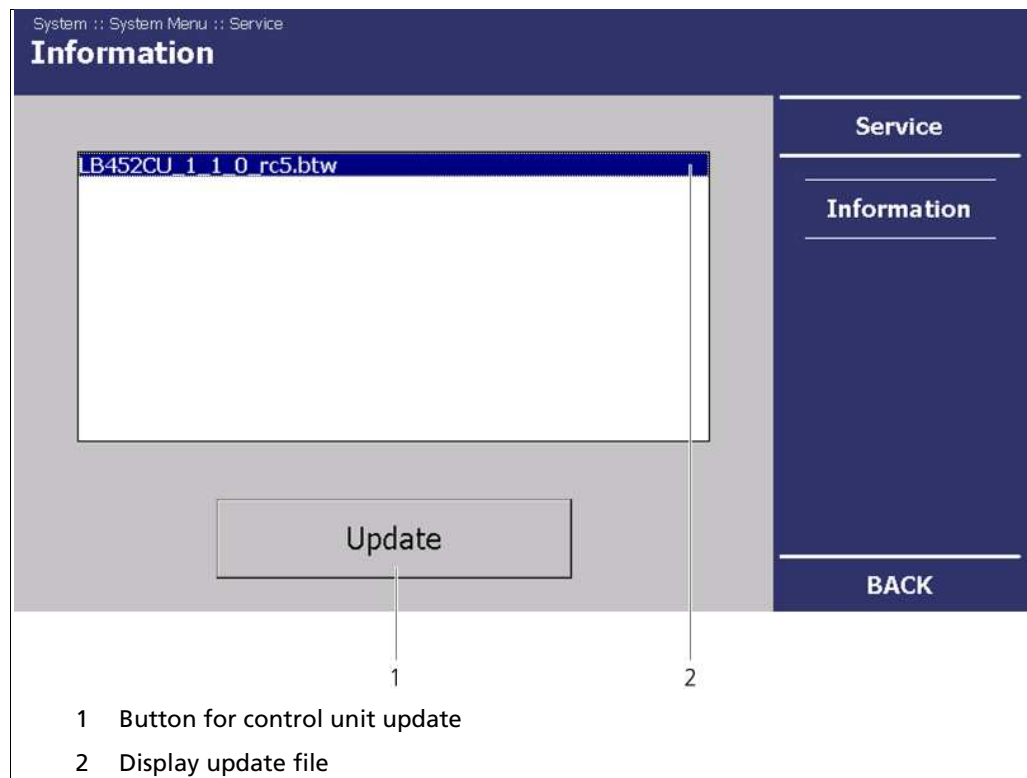 System :: System Menu :: Service
Information
Service
LB452CU_1_1_0_rc5.btw
Information
Update
BACK
1
2
1 Button for control unit update
2 Display update file